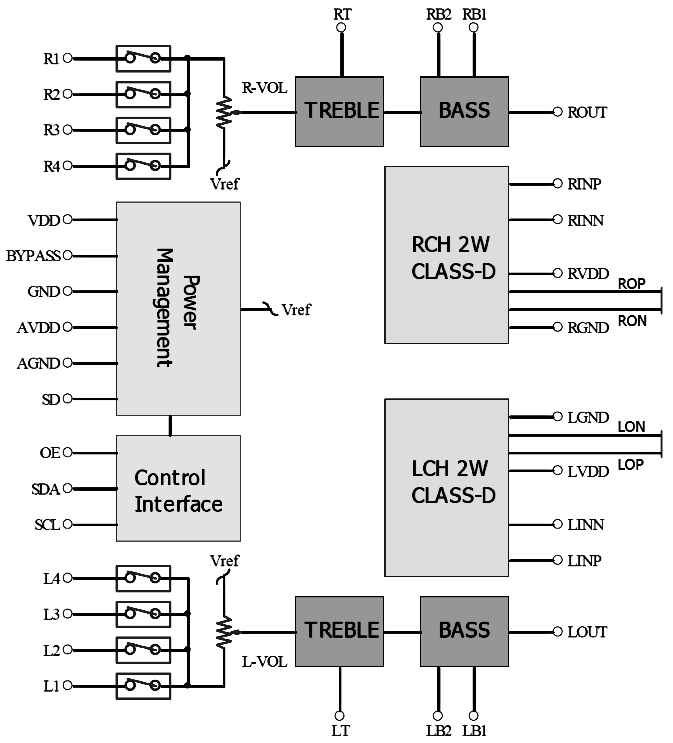 RT
RB2 RB1
R1
R2
R3
R4
R-VOL
TREBLE
BASS
ROUT
Vref
VDD
BYPASS
GND
AVDD
AGND
SD
Power
Management
Vref
RCH 2W
CLASS-D
RINP
RINN
RVDD
ROP
RON
RGND
OE
SDA
SCL
Control
Interface
LCH 2W
CLASS-D
LGND
LON
LOP
LVDD
LINN
LINP
L4
L3
L2
L1
Vref
L-VOL
TREBLE
BASS
LOUT
LT
LB2 LB1